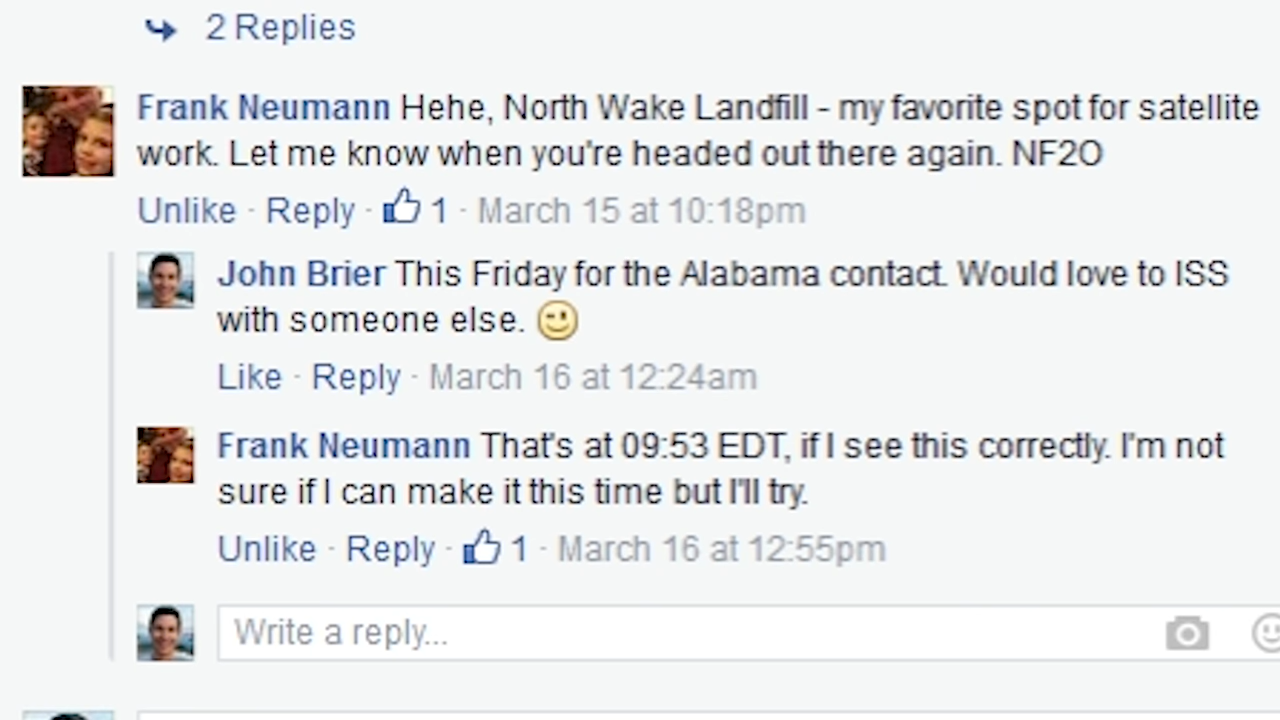 2 Replies
Frank Neumann Hehe, North Wake Landfill - my favorite spot for satellite
work. Let me know when you're headed out there again. NF2O
Unlike · Reply · 1 · March 15 at 10:18pm
John Brier This Friday for the Alabama contact. Would love to ISS
with someone else.
Like · Reply · March 16 at 12:24am
Frank Neumann That's at 09:53 EDT, if I see this correctly. I'm not
sure if I can make it this time but I'll try.
Unlike · Reply · 1 · March 16 at 12:55pm
Write a reply...